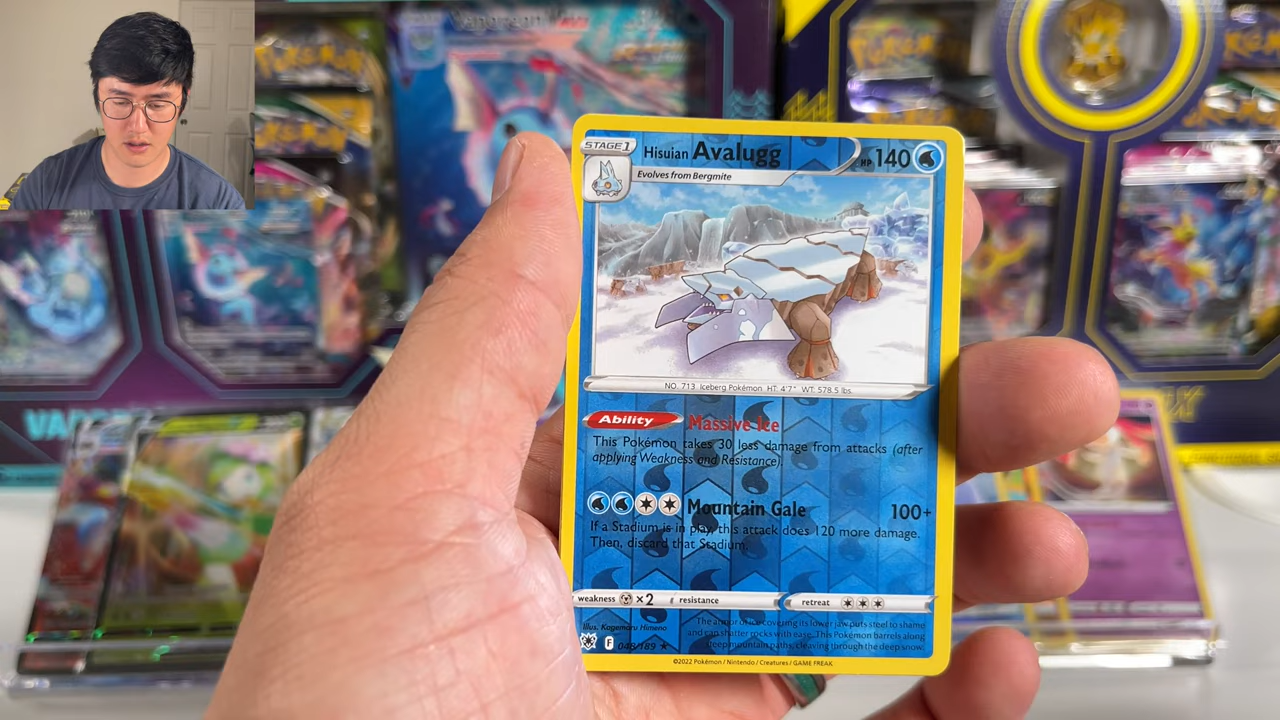 Vaporeon
Pokémon
Pokémon
STAGE 1
Hisuian Avalugg
HP 140
Evolves from Bergmite
NO. 713 Iceberg Pokémon HT: 4'7" WT: 578.5 lbs.
Ability Massive Ice
This Pokémon takes 30 less damage from attacks (after
applying Weakness and Resistance).
Mountain Gale 100+
If a Stadium is in play, this attack does 120 more damage.
Then, discard that Stadium.
weakness ×2 resistance retreat
Illus. Kagemaru Himeno
The armor of ice covering its lower jaw puts steel to shame
and can shatter rocks with ease. This Pokémon barrels along
steep mountain paths, cleaving through the deep snow.
F 048/189
©2022 Pokémon / Nintendo / Creatures / GAME FREAK